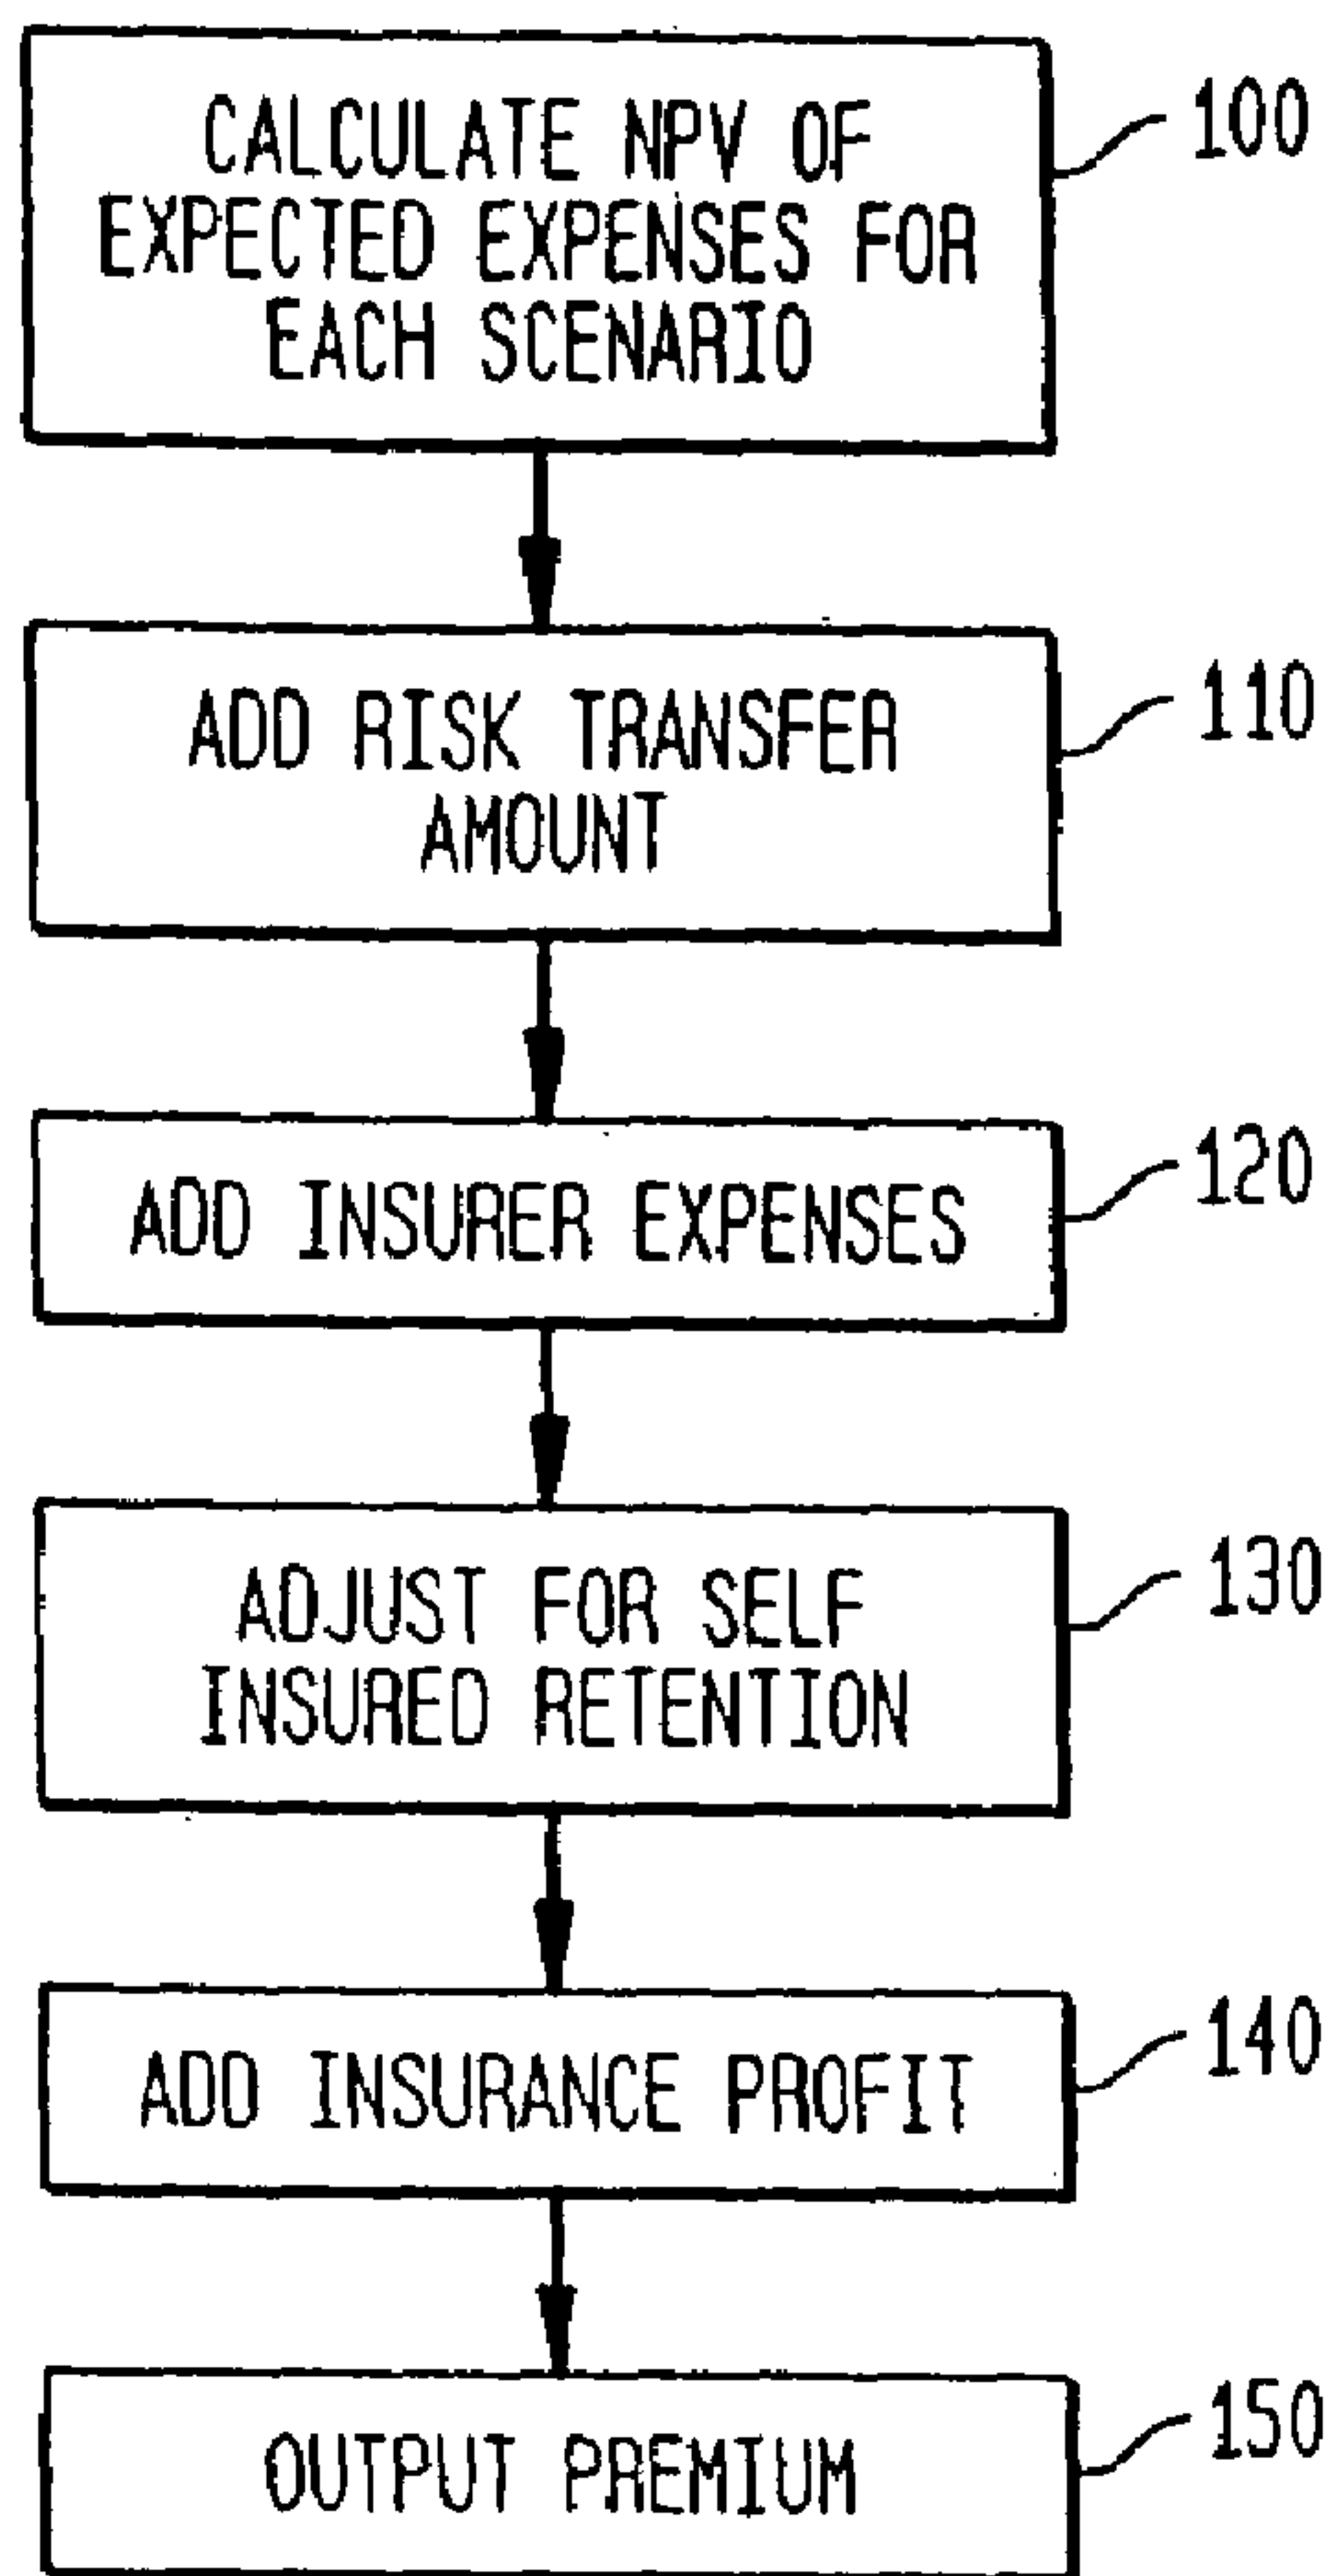 CALCULATE NPV OF
EXPECTED EXPENSES FOR
EACH SCENARIO
100
ADD RISK TRANSFER
AMOUNT
110
ADD INSURER EXPENSES
120
ADJUST FOR SELF
INSURED RETENTION
130
ADD INSURANCE PROFIT
140
OUTPUT PREMIUM
150